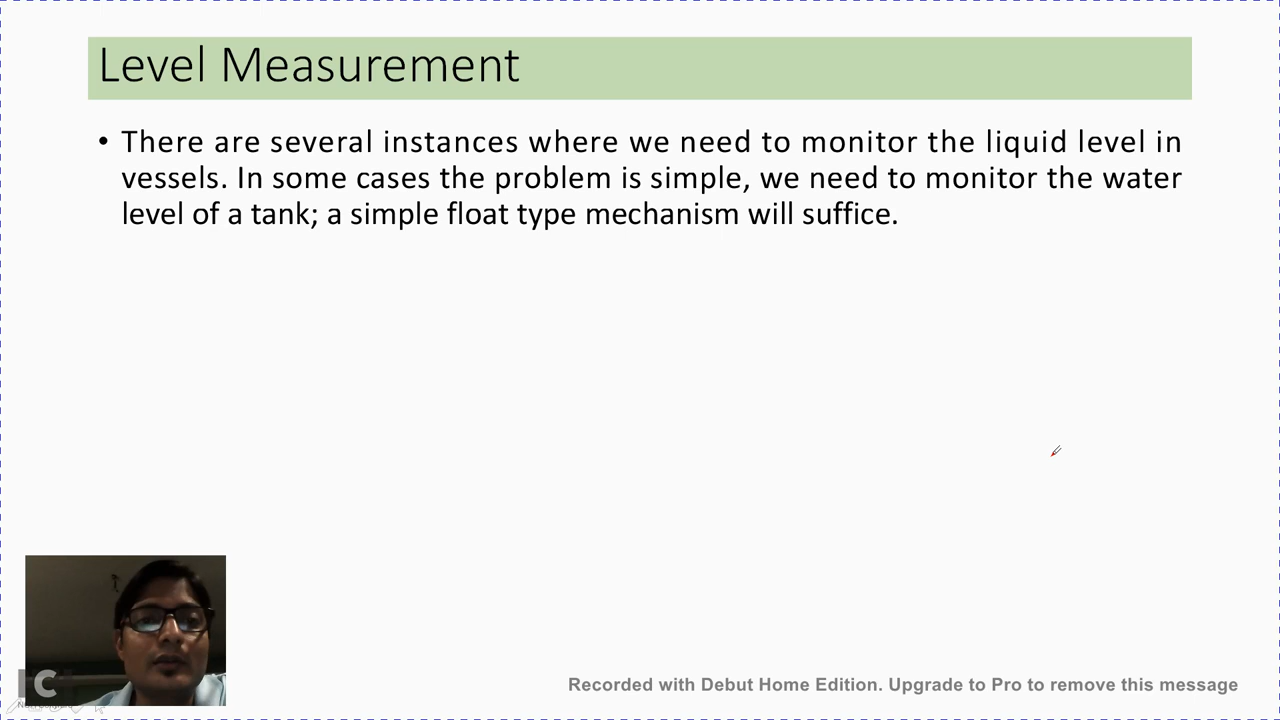 Level Measurement
• There are several instances where we need to monitor the liquid level in
vessels. In some cases the problem is simple, we need to monitor the water
level of a tank; a simple float type mechanism will suffice.
Recorded with Debut Home Edition. Upgrade to Pro to remove this message